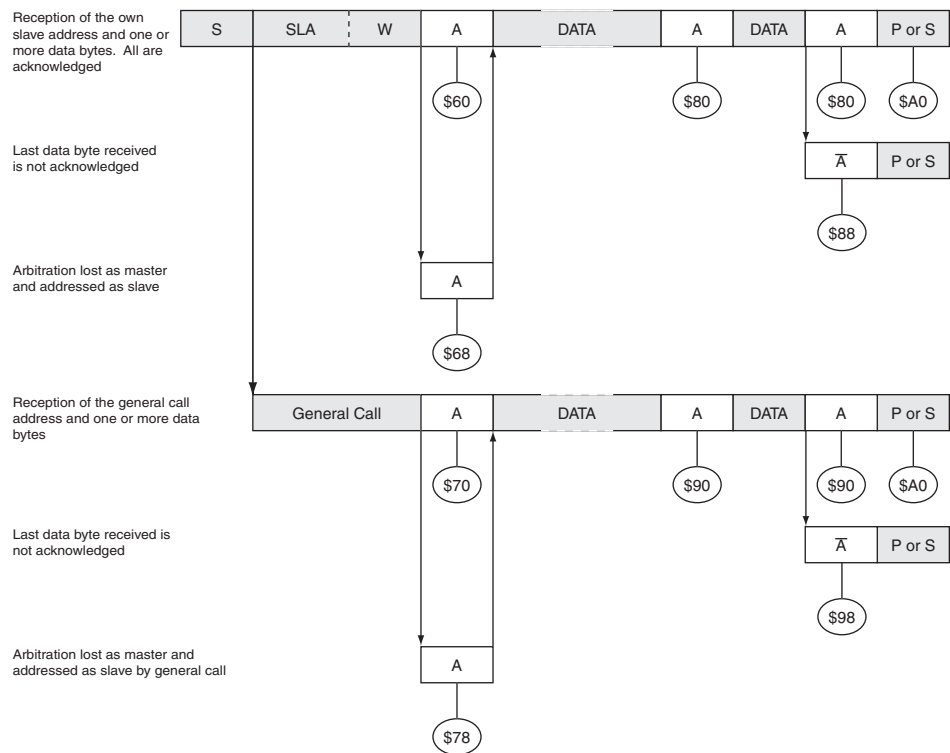 Reception of the own
slave address and one or
more data bytes. All are
acknowledged
S SLA W A DATA A DATA A P or S
$60 $80 $80 $A0
Last data byte received
is not acknowledged
A̅ P or S
$88
Arbitration lost as master
and addressed as slave
A
$68
Reception of the general call
address and one or more data
bytes
General Call A DATA A DATA A P or S
$70 $90 $90 $A0
Last data byte received is
not acknowledged
A̅ P or S
$98
Arbitration lost as master and
addressed as slave by general call
A
$78